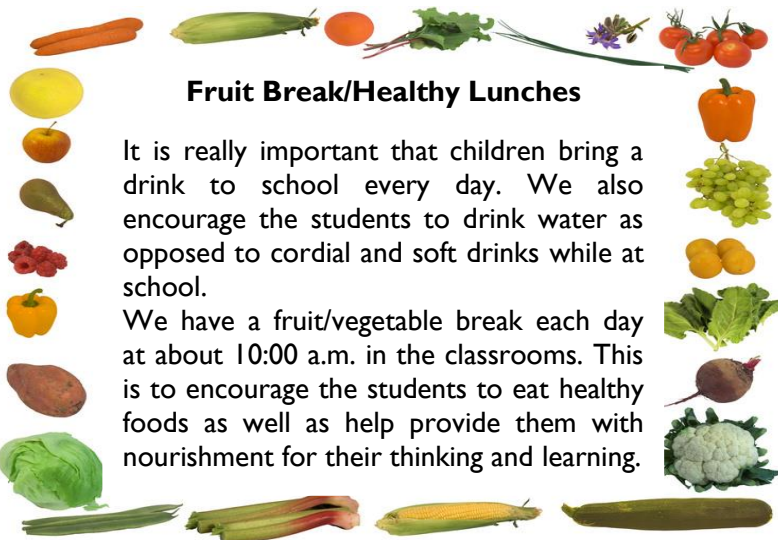 Fruit Break/Healthy Lunches
It is really important that children bring a
drink to school every day. We also
encourage the students to drink water as
opposed to cordial and soft drinks while at
school.
We have a fruit/vegetable break each day
at about 10:00 a.m. in the classrooms. This
is to encourage the students to eat healthy
foods as well as help provide them with
nourishment for their thinking and learning.